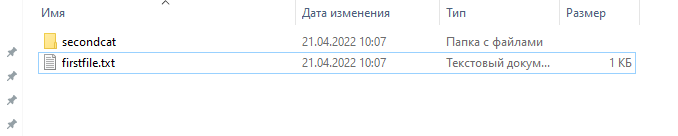 Имя Дата изменения Тип Размер
secondcat 21.04.2022 10:07 Папка с файлами
firstfile.txt 21.04.2022 10:07 Текстовый докум... 1 КБ